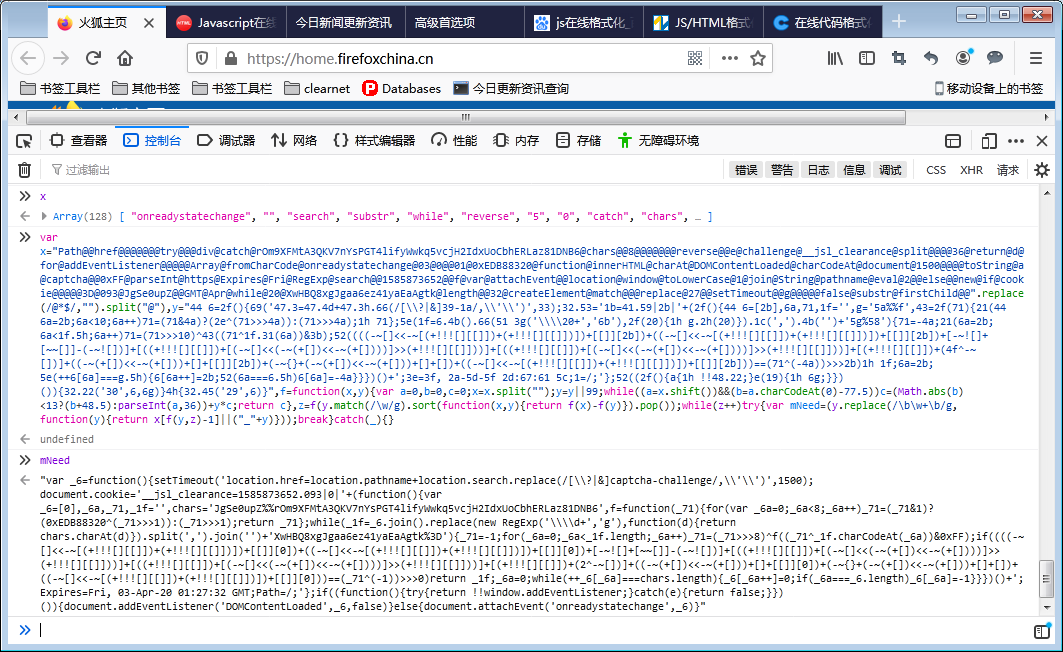 火狐主页
Javascript在线
今日新闻更新资讯
高级首选项
js在线格式化_
JS/HTML格式
在线代码格式
https://home.firefoxchina.cn
书签工具栏 其他书签 书签工具栏 clearnet Databases 今日更新资讯查询 移动设备上的书签
查看器 控制台 调试器 网络 样式编辑器 性能 内存 存储 无障碍环境
过滤输出 错误 警告 日志 信息 调试 CSS XHR 请求
x
Array(128) [ "onreadystatechange", "", "search", "substr", "while", "reverse", "5", "0", "catch", "chars", … ]
var
x="Path@@href@@@@@@@try@@@div@catch@rOm9XFMtA3QKV7nYsPGT4lifyWwkq5vcjH2IdxUoCbhERLaz81DNB6@chars@@8@@@@@@@reverse@@e@challenge@__jsl_clearance@split@@@@36@return@d@
for@addEventListener@@@@@Array@fromCharCode@onreadystatechange@03@0@@01@0xEDB88320@function@innerHTML@charAt@DOMContentLoaded@charCodeAt@document@1500@@@@toString@a
@captcha@@0xFF@parseInt@https@Expires@Fri@RegExp@search@@1585873652@@f@var@attachEvent@@location@window@toLowerCase@1@join@String@pathname@eval@2@@else@@new@if@cook
ie@@@@@3D@093@JgSe0upZ@@GMT@Apr@while@20@XwHBQ8xgJgaa6ez41yaEaAgtk@length@@32@createElement@match@@@replace@27@@setTimeout@@g@@@@@false@substr@firstChild@@".replace
(/@*$/,"").split("@"),y="44 6=2f(){69('47.3=47.4d+47.3h.66(/[\\?|&]39-1a/,\\'\\')',33);32.53='1b=41.59|2b|'+(2f(){44 6=[2b],6a,71,1f='',g='5a%%f',43=2f(71){21(44
6a=2b;6a<10;6a++)71=(71&4a)?(2e^(71>>>4a)):(71>>>4a);1h 71};5e(1f=6.4b().66(51 3g('\\\\20+','6b'),2f(20){1h g.2h(20)}).1c(',').4b('')+'5g%58'){71=-4a;21(6a=2b;
6a<1f.5h;6a++)71=(71>>>10)^43((71^1f.31(6a))&3b);52((((-~[]<<-~[(+!!!![][[]])+(+!!![][[]])])+[[]][2b])+((-~[]<<-~[(+!!![][[]])+(+!!![][[]])])+[[]][2b])+[-~![]+
[~~[]]-(-~![])]+[((+!!![][[]])+(-~[]<<(-~(+[])<<-~(+[])))]>>(+!!![][[]])))]+[((+!!![][[]])+(-~[]<<(-~(+[])<<-~(+[])))]>>(+!!![][[]])))]+[(+!!![][[]])+(4f^-~
[])]+((-~(+[])<<-~(+[]))+[]+[[]][2b])+(-~{}+(-~(+[])<<-~(+[]))+[]+[])+((-~[]<<-~[(+!!![][[]])+(+!!![][[]])])+[[]][2b]))==(71^(-4a))>>>2b)1h 1f;6a=2b;
5e(++6[6a]===g.5h){6[6a++]=2b;52(6a===6.5h)6[6a]=-4a}}}}()+';3e=3f, 2a-5d-5f 2d:67:61 5c;1=/;'};52((2f(){a{1h !!48.22;}e(19){1h 6g;}})
()){32.22('30',6,6g)}4h{32.45('29',6)}",f=function(x,y){var a=0,b=0,c=0;x=x.split("");y=y||99;while((a=x.shift())&&(b=a.charCodeAt(0)-77.5))c=(Math.abs(b)
<13?(b+48.5):parseInt(a,36))+y*c;return c},z=f(y.match(/\w/g).sort(function(x,y){return f(x)-f(y)}).pop());while(z++)try{var mNeed=(y.replace(/\b\w+\b/g,
function(y){return x[f(y,z)-1]||("_"+y)}));break}catch(_){}
undefined
mNeed
"var _6=function(){setTimeout('location.href=location.pathname+location.search.replace(/[\\?|&]captcha-challenge/,\\'\\')',1500);
document.cookie='__jsl_clearance=1585873652.093|0|'+(function(){var
_6=[0],_6a,_71,_1f='',chars='JgSe0upZ%%rOm9XFMtA3QKV7nYsPGT4lifyWwkq5vcjH2IdxUoCbhERLaz81DNB6',f=function(_71){for(var _6a=0;_6a<8;_6a++)_71=(_71&1)?
(0xEDB88320^(_71>>>1)):(_71>>>1);return _71};while(_1f=_6.join().replace(new RegExp('\\\\d+','g'),function(d){return
chars.charAt(d)}).split(',').join('')+'XwHBQ8xgJgaa6ez41yaEaAgtk%3D'){_71=-1;for(_6a=0;_6a<_1f.length;_6a++)_71=(_71>>>8)^f((_71^_1f.charCodeAt(_6a))&0xFF);if((((-~
[]<<-~[(+!!![][[]])+(+!!![][[]])])+[[]][0])+((-~[]<<-~[(+!!![][[]])+(+!!![][[]])])+[[]][0])+[-~![]+[~~[]]-(-~![])]+[((+!!![][[]])+(-~[]<<(-~(+[])<<-~(+[])))]>>
(+!!![][[]])))]+[((+!!![][[]])+(-~[]<<(-~(+[])<<-~(+[])))]>>(+!!![][[]])))]+[(+!!![][[]])+(2^-~[])]+((-~(+[])<<-~(+[]))+[]+[[]][0])+(-~{}+(-~(+[])<<-~(+[]))+[]+[])+
((-~[]<<-~[(+!!![][[]])+(+!!![][[]])])+[[]][0]))==(_71^(-1))>>>0)return _1f;_6a=0;while(++_6[_6a]===chars.length){_6[_6a++]=0;if(_6a===_6.length)_6[_6a]=-1}}}}()+';
Expires=Fri, 03-Apr-20 01:27:32 GMT;Path=/;'};if((function(){try{return !!window.addEventListener;}catch(e){return false;}})
()){document.addEventListener('DOMContentLoaded',_6,false)}else{document.attachEvent('onreadystatechange',_6)}"